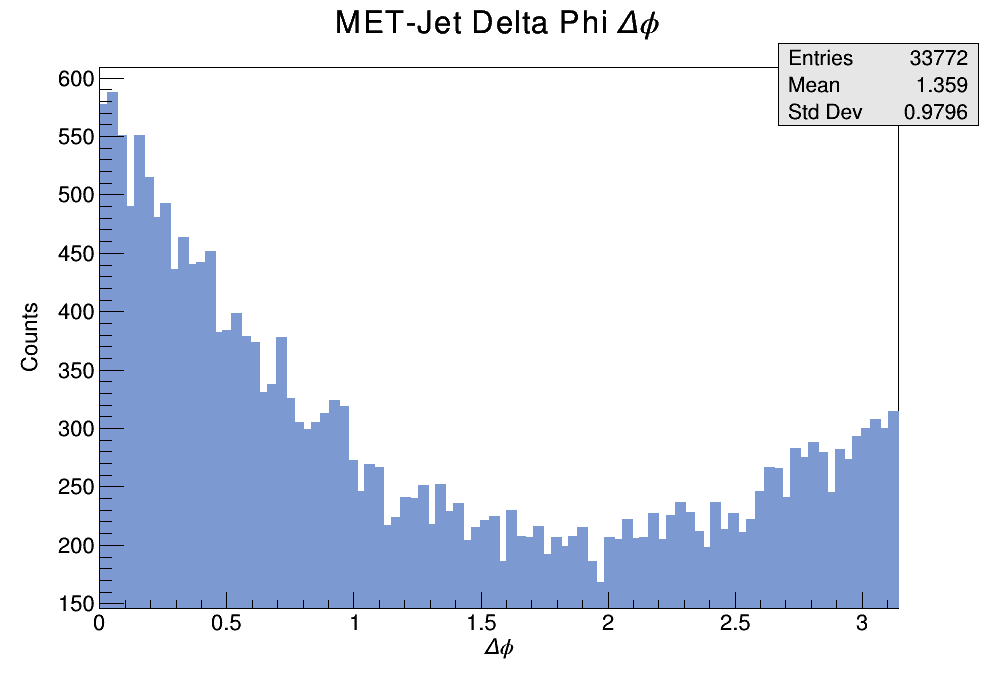 MET-Jet Delta Phi Δϕ
Entries 33772
Mean 1.359
Std Dev 0.9796
600
550
500
450
400
350
300
250
200
150
Counts
0 0.5 1 1.5 2 2.5 3
Δϕ